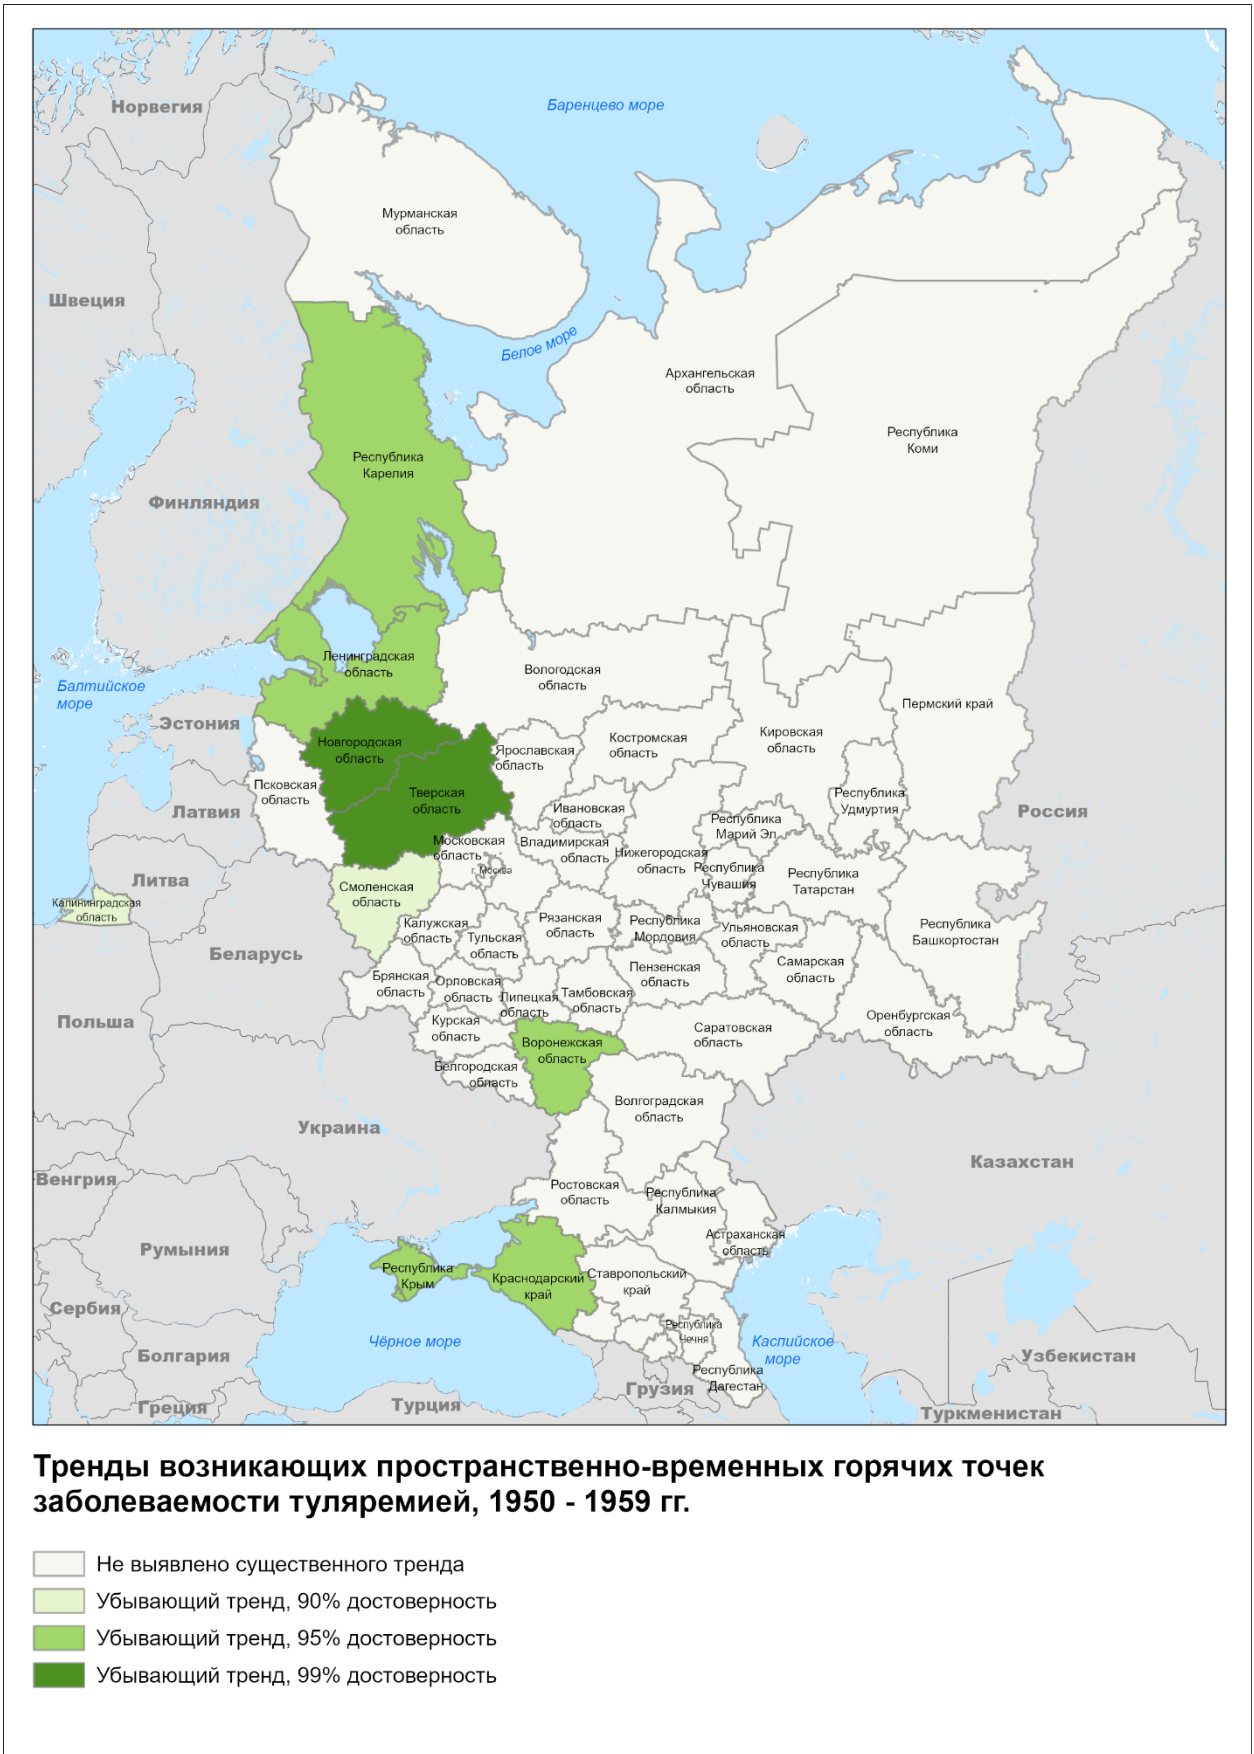 Норвегия
Баренцево море
Мурманская
область
Швеция
Белое море
Архангельская
область
Республика
Коми
Республика
Карелия
Финляндия
Ленинградская
область
Вологодская
область
Балтийское
море
Эстония
Пермский край
Новгородская
область
Ярославская
область
Костромская
область
Кировская
область
Псковская
область
Тверская
область
Ивановская
область
Республика
Удмуртия
Латвия
Россия
Республика
Марий Эл
Московская
область
г. Москва
Владимирская
область
Нижегородская
область
Республика
Чувашия
Республика
Татарстан
Литва
Смоленская
область
Калининградская
область
Калужская
область
Тульская
область
Рязанская
область
Республика
Мордовия
Ульяновская
область
Республика
Башкортостан
Беларусь
Брянская
область
Орловская
область
Липецкая
область
Тамбовская
область
Пензенская
область
Самарская
область
Польша
Курская
область
Воронежская
область
Саратовская
область
Оренбургская
область
Белгородская
область
Волгоградская
область
Украина
Казахстан
Венгрия
Ростовская
область
Республика
Калмыкия
Астраханская
область
Румыния
Республика
Крым
Краснодарский
край
Ставропольский
край
Сербия
Республика
Чечня
Чёрное море
Каспийское
море
Болгария
Узбекистан
Республика
Дагестан
Грузия
Греция
Турция
Туркменистан
Тренды возникающих пространственно-временных горячих точек
заболеваемости туляремией, 1950 - 1959 гг.
Не выявлено существенного тренда
Убывающий тренд, 90% достоверность
Убывающий тренд, 95% достоверность
Убывающий тренд, 99% достоверность